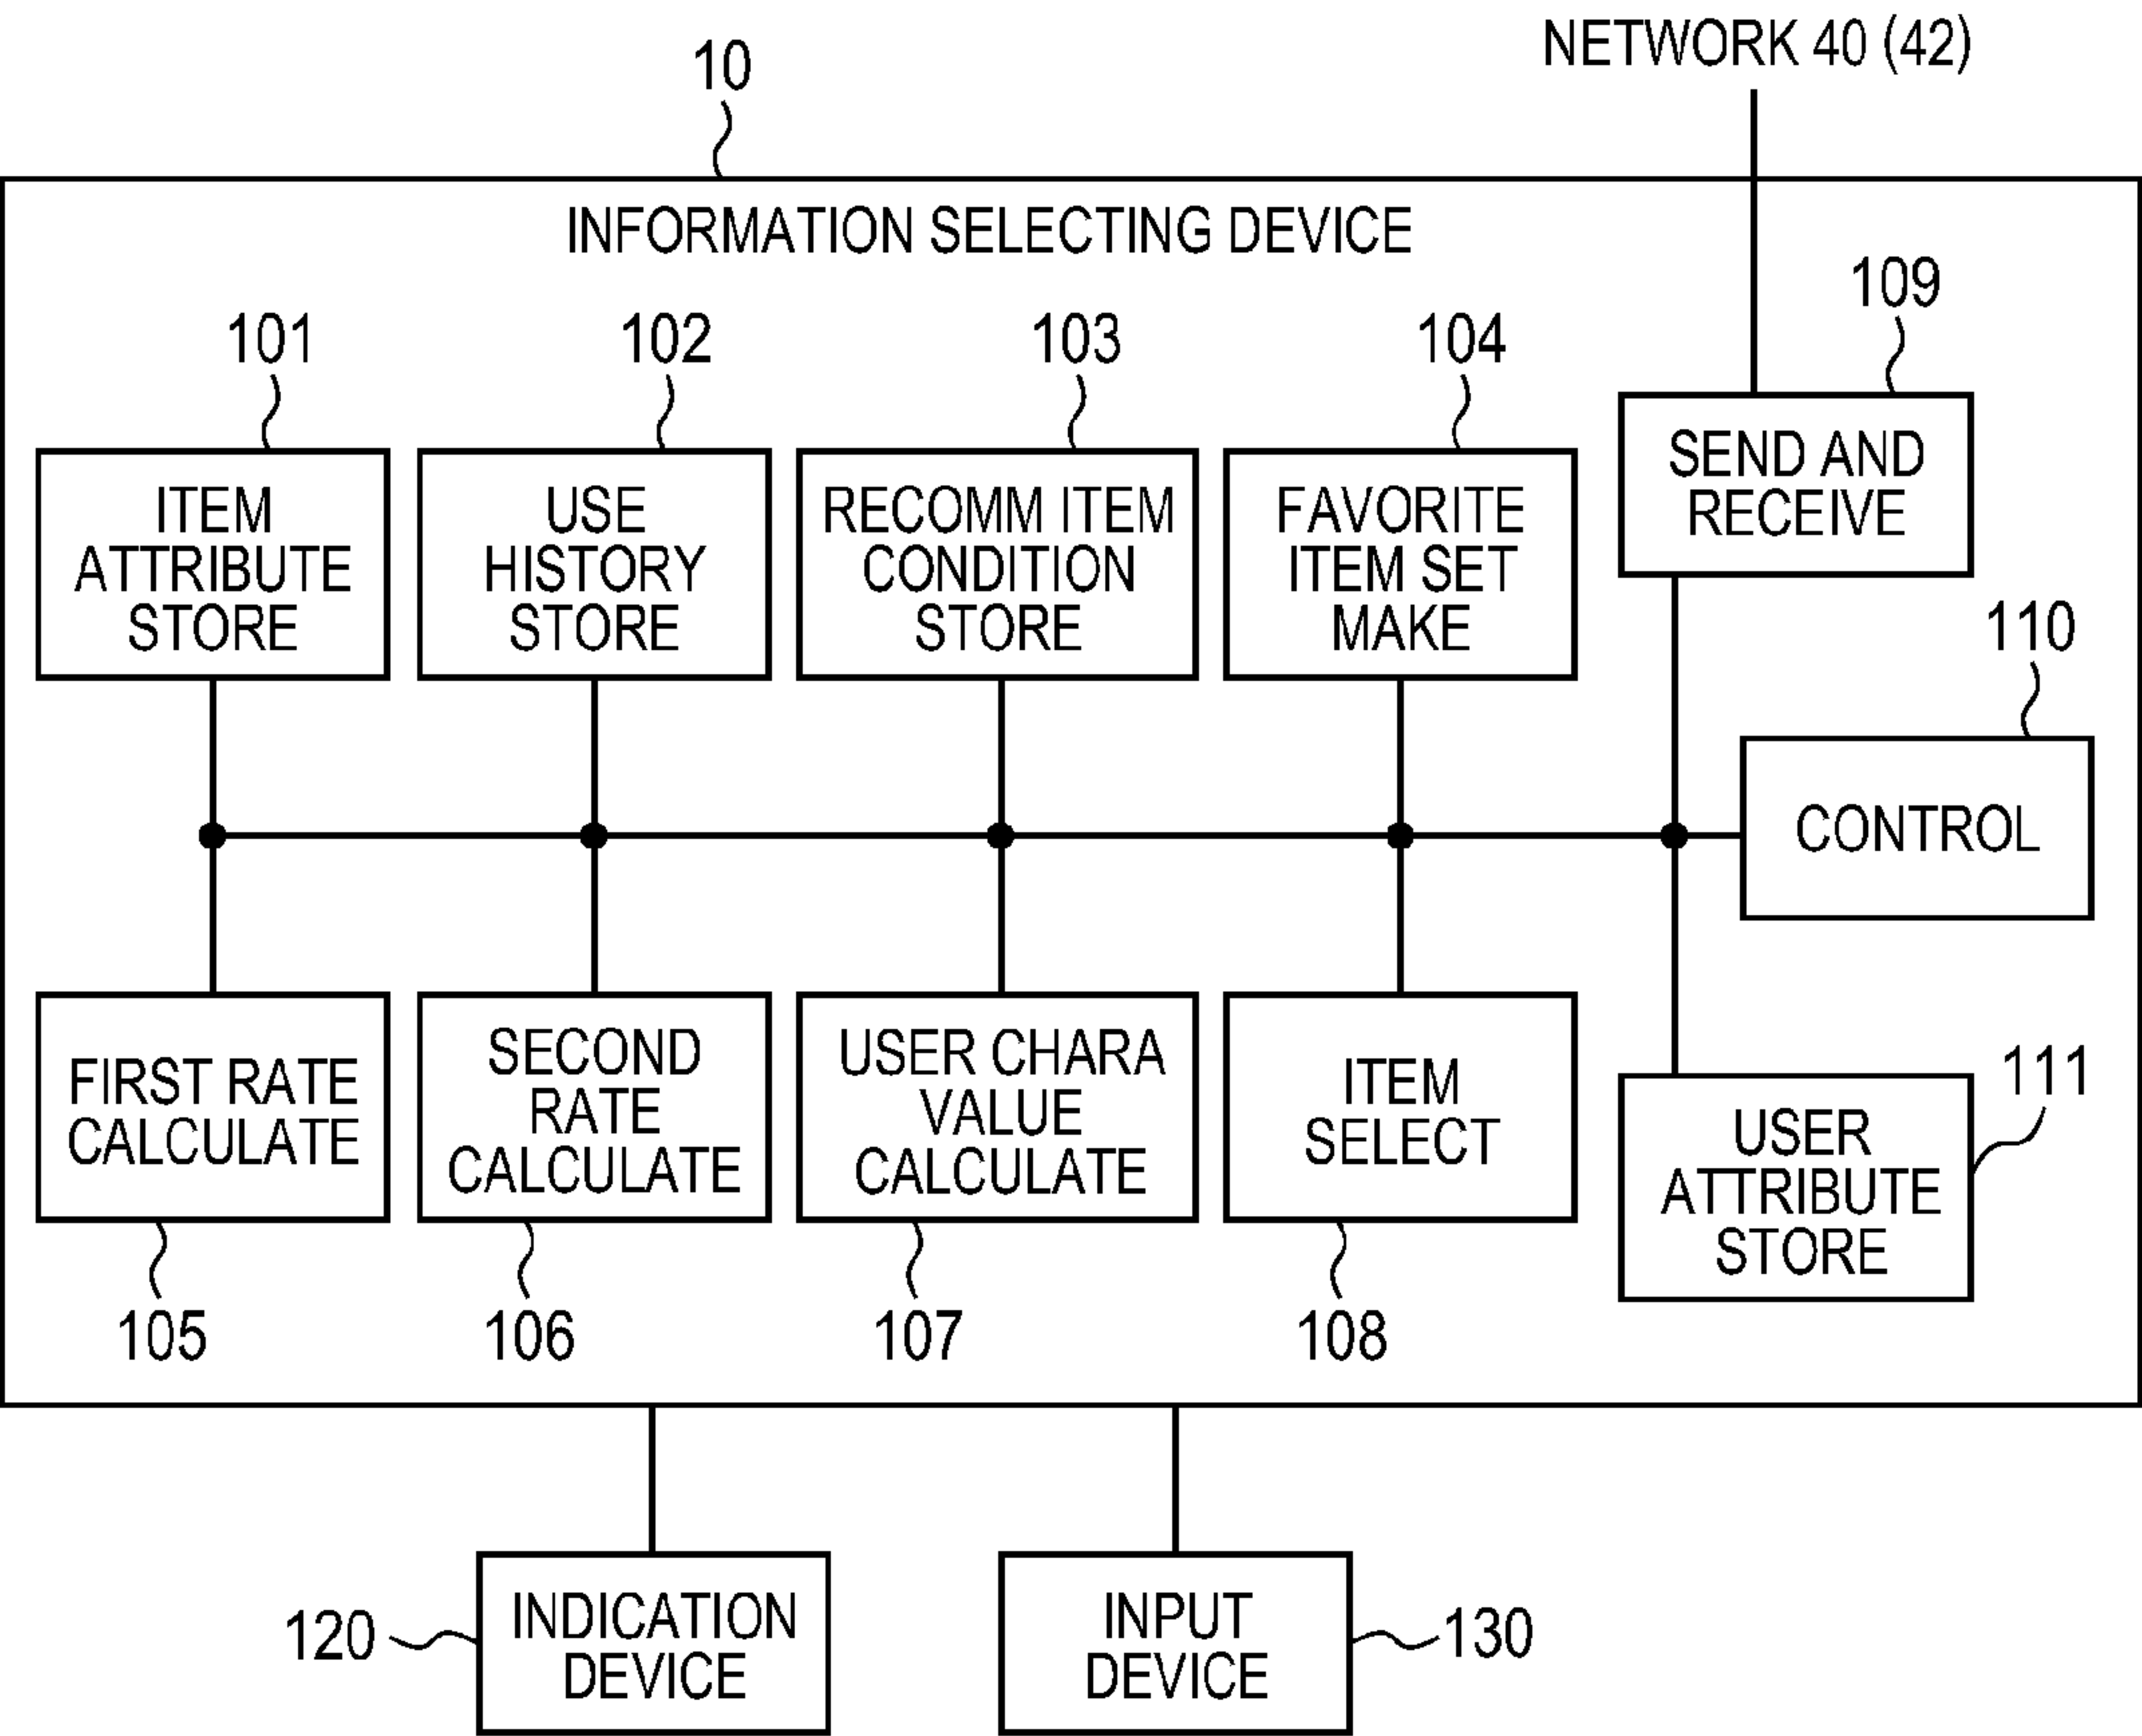 NETWORK 40 (42)
10
INFORMATION SELECTING DEVICE
109
101
102
103
104
SEND AND
RECEIVE
ITEM
ATTRIBUTE
STORE
USE
HISTORY
STORE
RECOMM ITEM
CONDITION
STORE
FAVORITE
ITEM SET
MAKE
110
CONTROL
FIRST RATE
CALCULATE
SECOND
RATE
CALCULATE
USER CHARA
VALUE
CALCULATE
ITEM
SELECT
111
USER
ATTRIBUTE
STORE
105
106
107
108
120
INDICATION
DEVICE
INPUT
DEVICE
130